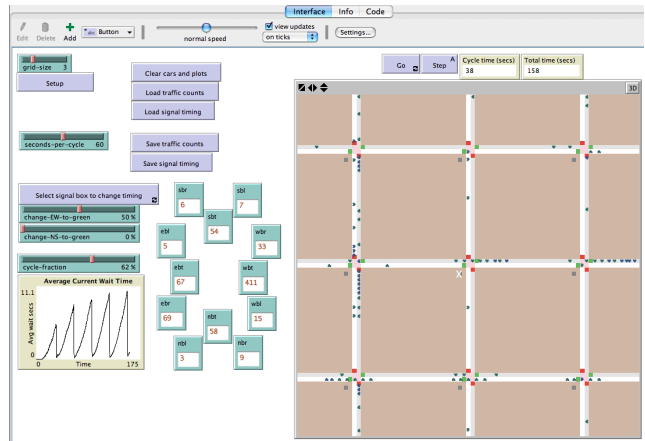 Interface Info Code
Edit Delete Add
Button
normal speed
view updates
on ticks
Settings...
grid-size 3
Setup
Clear cars and plots
Load traffic counts
Load signal timing
Go
Step
A
Cycle time (secs)
38
Total time (secs)
158
3D
seconds-per-cycle 60
Save traffic counts
Save signal timing
Select signal box to change timing
change-EW-to-green 50 %
change-NS-to-green 0 %
cycle-fraction 62 %
sbr
6
sbt
54
sbl
7
ebl
5
wbr
33
ebt
67
wbt
411
ebr
69
wbl
15
nbl
3
nbt
58
nbr
9
Average Current Wait Time
11.1
Avg wait secs
0
0 Time 175
X